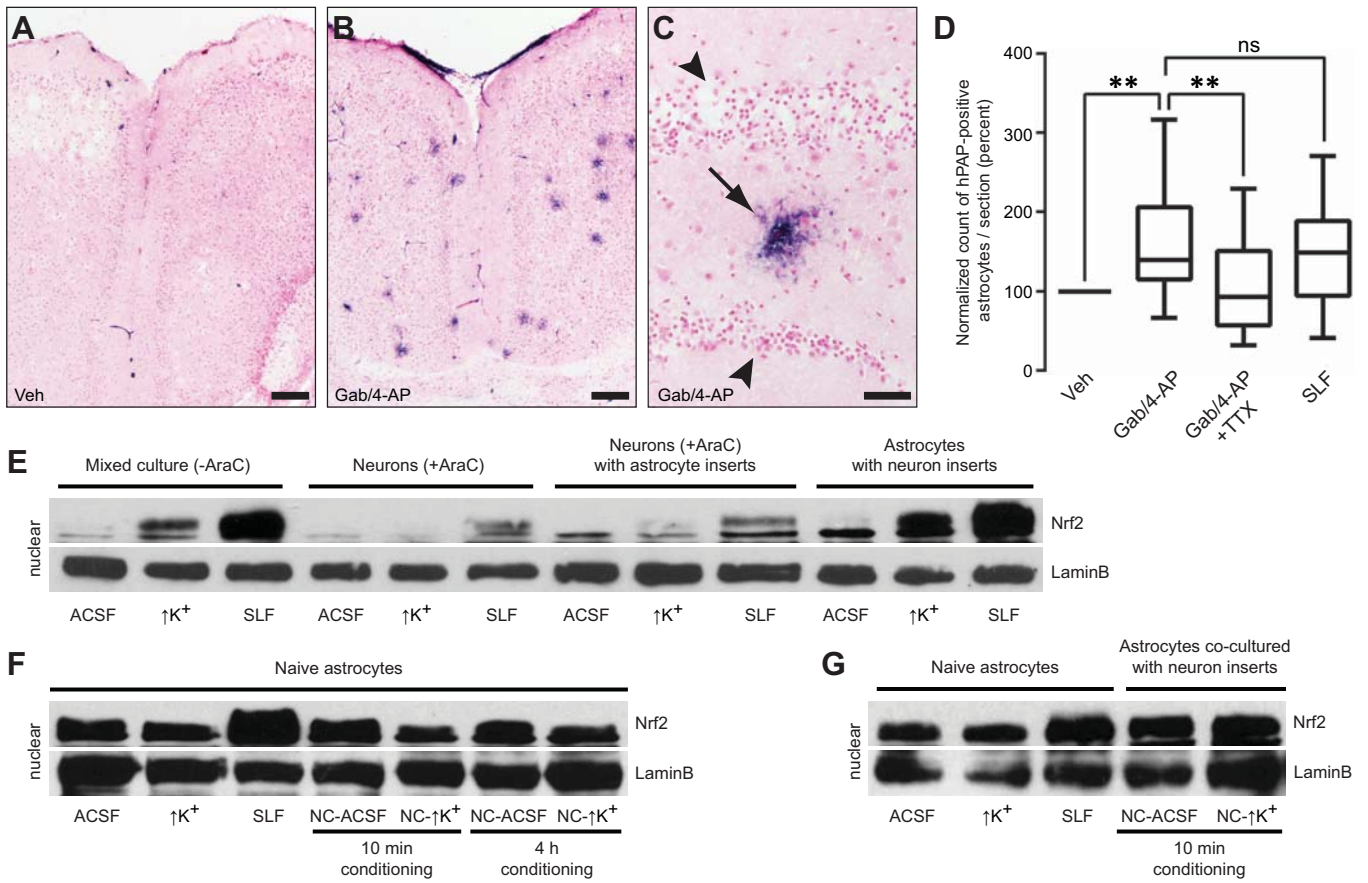 A
B
C
D
Veh
Gab/4-AP
Gab/4-AP
Normalized count of hPAP-positive
astrocytes / section (percent)
400
300
200
100
0
**
**
ns
Veh
Gab/4-AP
Gab/4-AP
+TTX
SLF
E
Mixed culture (-AraC)
Neurons (+AraC)
Neurons (+AraC)
with astrocyte inserts
Astrocytes
with neuron inserts
nuclear
Nrf2
LaminB
ACSF ↑K⁺ SLF ACSF ↑K⁺ SLF ACSF ↑K⁺ SLF ACSF ↑K⁺ SLF
F
Naive astrocytes
nuclear
Nrf2
LaminB
ACSF ↑K⁺ SLF NC-ACSF NC-↑K⁺ NC-ACSF NC-↑K⁺
10 min
conditioning
4 h
conditioning
G
Naive astrocytes
Astrocytes co-cultured
with neuron inserts
nuclear
Nrf2
LaminB
ACSF ↑K⁺ SLF NC-ACSF NC-↑K⁺
10 min
conditioning